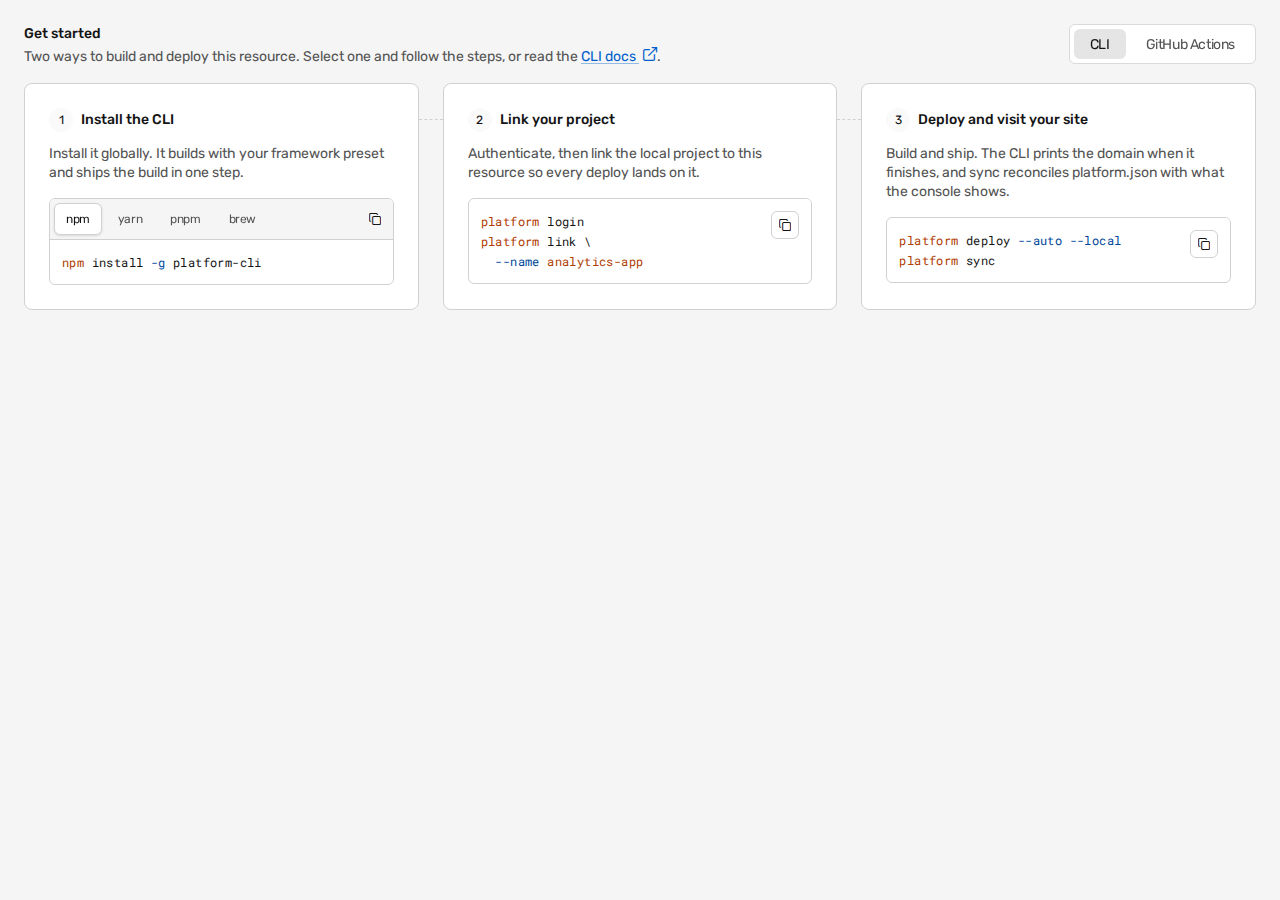 Get started
Two ways to build and deploy this resource. Select one and follow the steps, or read the CLI docs .
CLI
GitHub Actions
1 Install the CLI
Install it globally. It builds with your framework preset
and ships the build in one step.
npm yarn pnpm brew
npm install -g platform-cli
2 Link your project
Authenticate, then link the local project to this
resource so every deploy lands on it.
platform login
platform link \
--name analytics-app
3 Deploy and visit your site
Build and ship. The CLI prints the domain when it
finishes, and sync reconciles platform.json with what
the console shows.
platform deploy --auto --local
platform sync